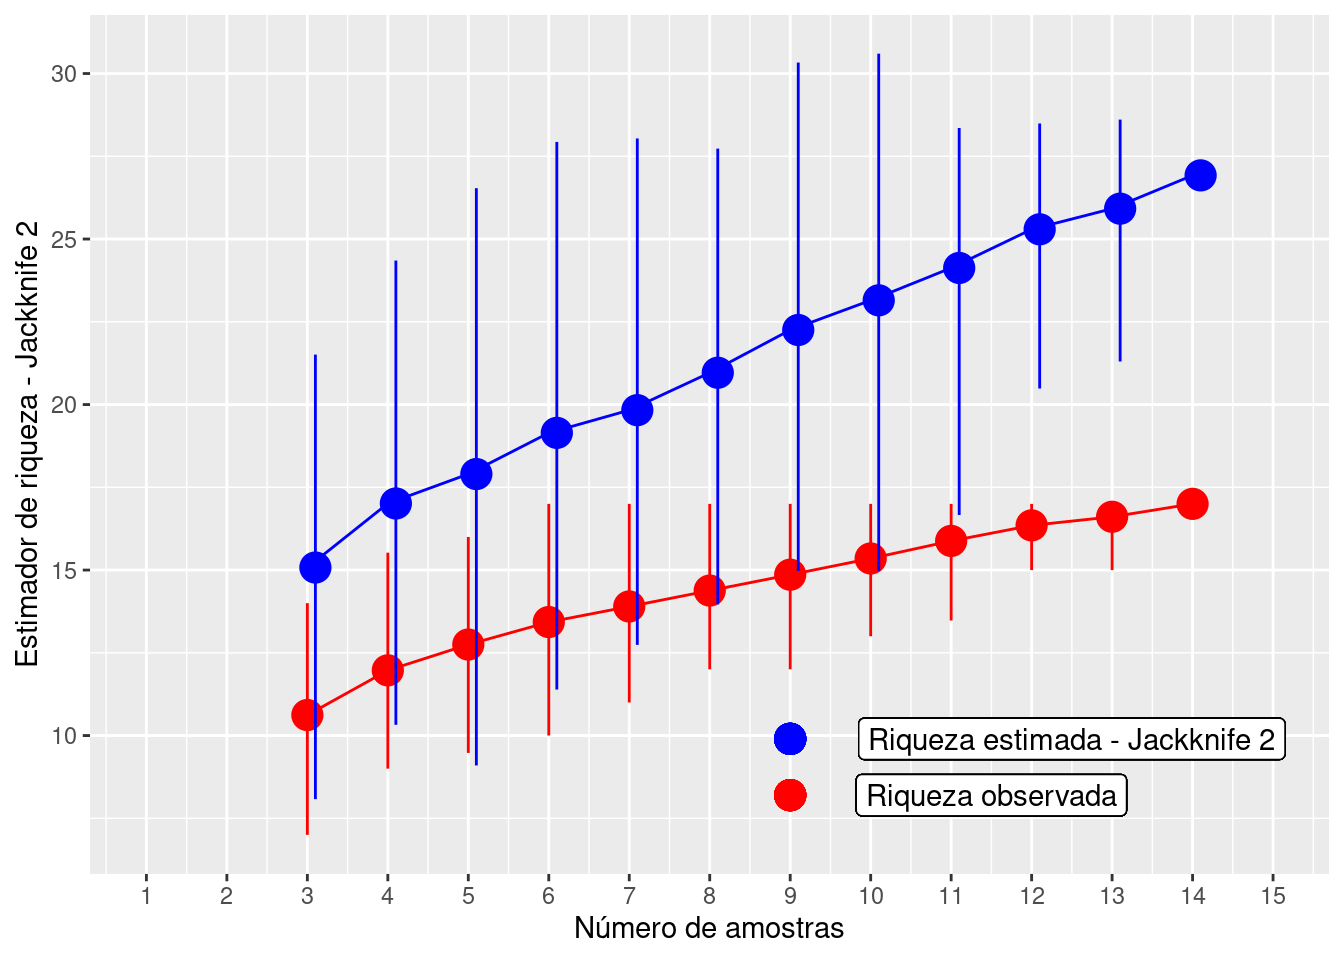 Estimador de riqueza - Jackknife 2
30
25
20
15
10
Riqueza estimada - Jackknife 2
Riqueza observada
1 2 3 4 5 6 7 8 9 10 11 12 13 14 15
Número de amostras